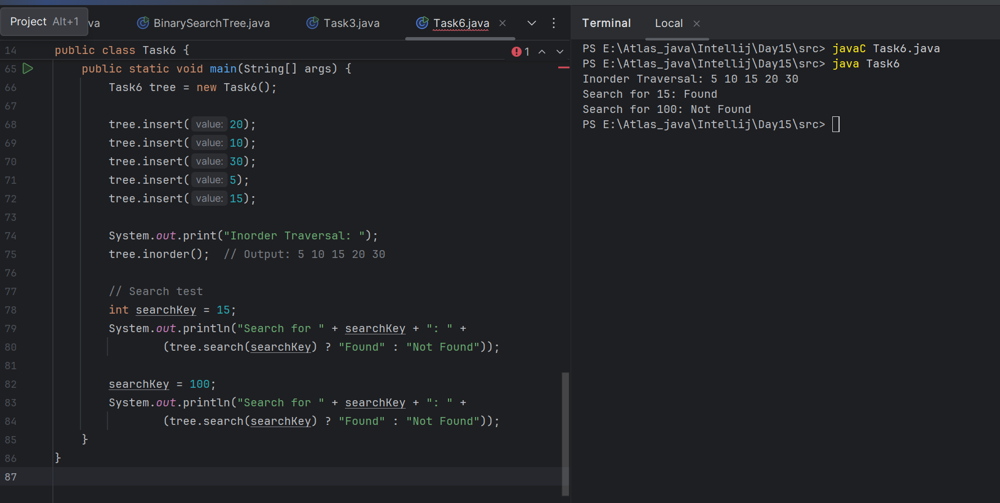 Project Alt+1 va BinarySearchTree.java Task3.java Task6.java
14 public class Task6 { 1
65 public static void main(String[] args) {
66 Task6 tree = new Task6();
67
68 tree.insert( value: 20);
69 tree.insert( value: 10);
70 tree.insert( value: 30);
71 tree.insert( value: 5);
72 tree.insert( value: 15);
73
74 System.out.print("Inorder Traversal: ");
75 tree.inorder(); // Output: 5 10 15 20 30
76
77 // Search test
78 int searchKey = 15;
79 System.out.println("Search for " + searchKey + ": " +
80 (tree.search(searchKey) ? "Found" : "Not Found"));
81
82 searchKey = 100;
83 System.out.println("Search for " + searchKey + ": " +
84 (tree.search(searchKey) ? "Found" : "Not Found"));
85 }
86 }
87
Terminal Local
PS E:\Atlas_java\Intellij\Day15\src> javaC Task6.java
PS E:\Atlas_java\Intellij\Day15\src> java Task6
Inorder Traversal: 5 10 15 20 30
Search for 15: Found
Search for 100: Not Found
PS E:\Atlas_java\Intellij\Day15\src>